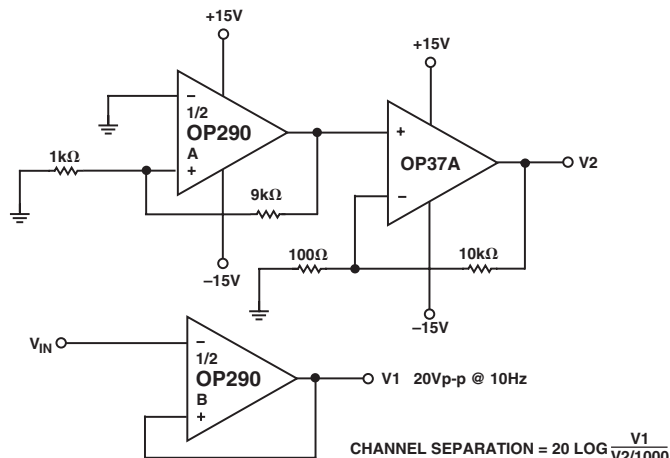 +15V
−
1/2
OP290
A
+
1kΩ
9kΩ
−15V
+15V
+
OP37A
−
V2
100Ω
10kΩ
−15V
VIN
−
1/2
OP290
B
+
V1 20Vp-p @ 10Hz
CHANNEL SEPARATION = 20 LOG V1
V2/1000